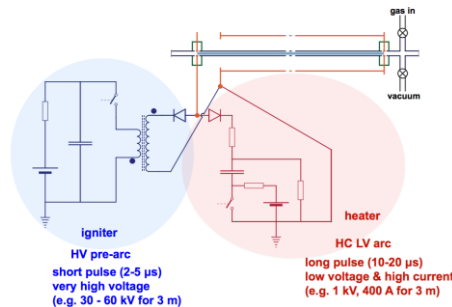 gas in
vacuum
igniter
heater
HV pre-arc
short pulse (2-5 µs)
very high voltage
(e.g. 30 - 60 kV for 3 m)
HC LV arc
long pulse (10-20 µs)
low voltage & high current
(e.g. 1 kV, 400 A for 3 m)